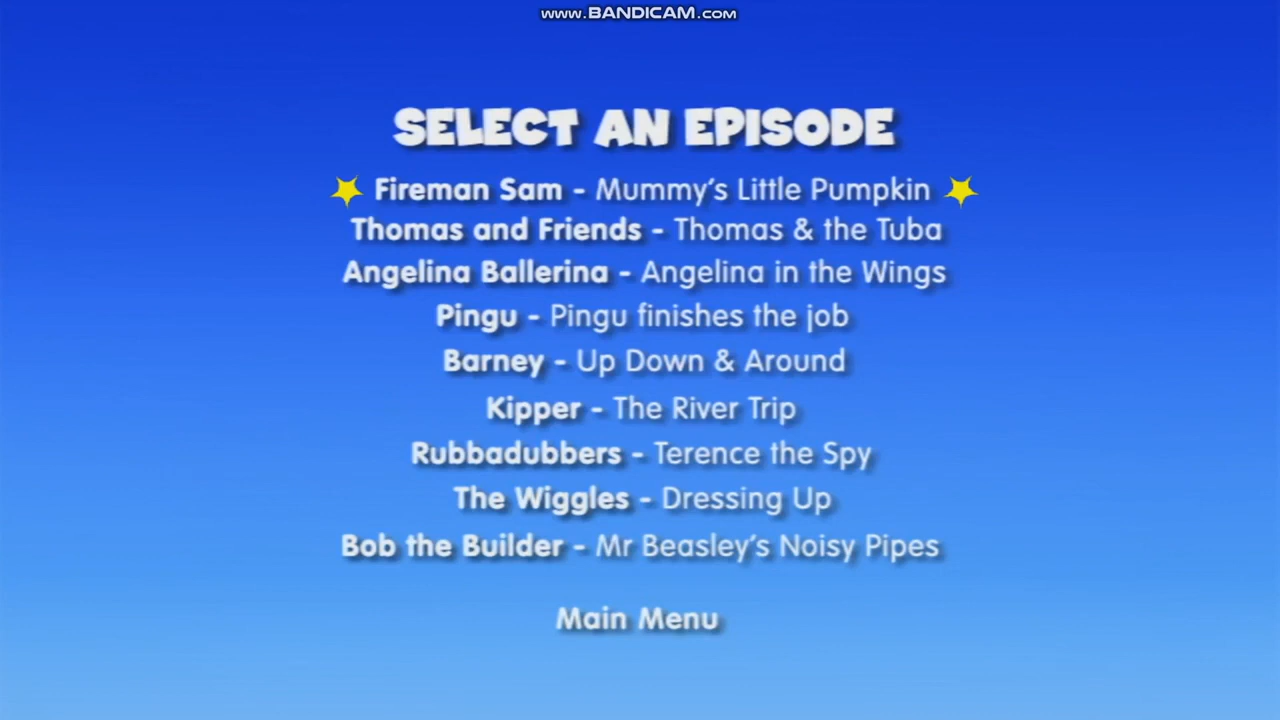 www.BANDICAM.com
SELECT AN EPISODE
Fireman Sam - Mummy's Little Pumpkin
Thomas and Friends - Thomas & the Tuba
Angelina Ballerina - Angelina in the Wings
Pingu - Pingu finishes the job
Barney - Up Down & Around
Kipper - The River Trip
Rubbadubbers - Terence the Spy
The Wiggles - Dressing Up
Bob the Builder - Mr Beasley's Noisy Pipes
Main Menu